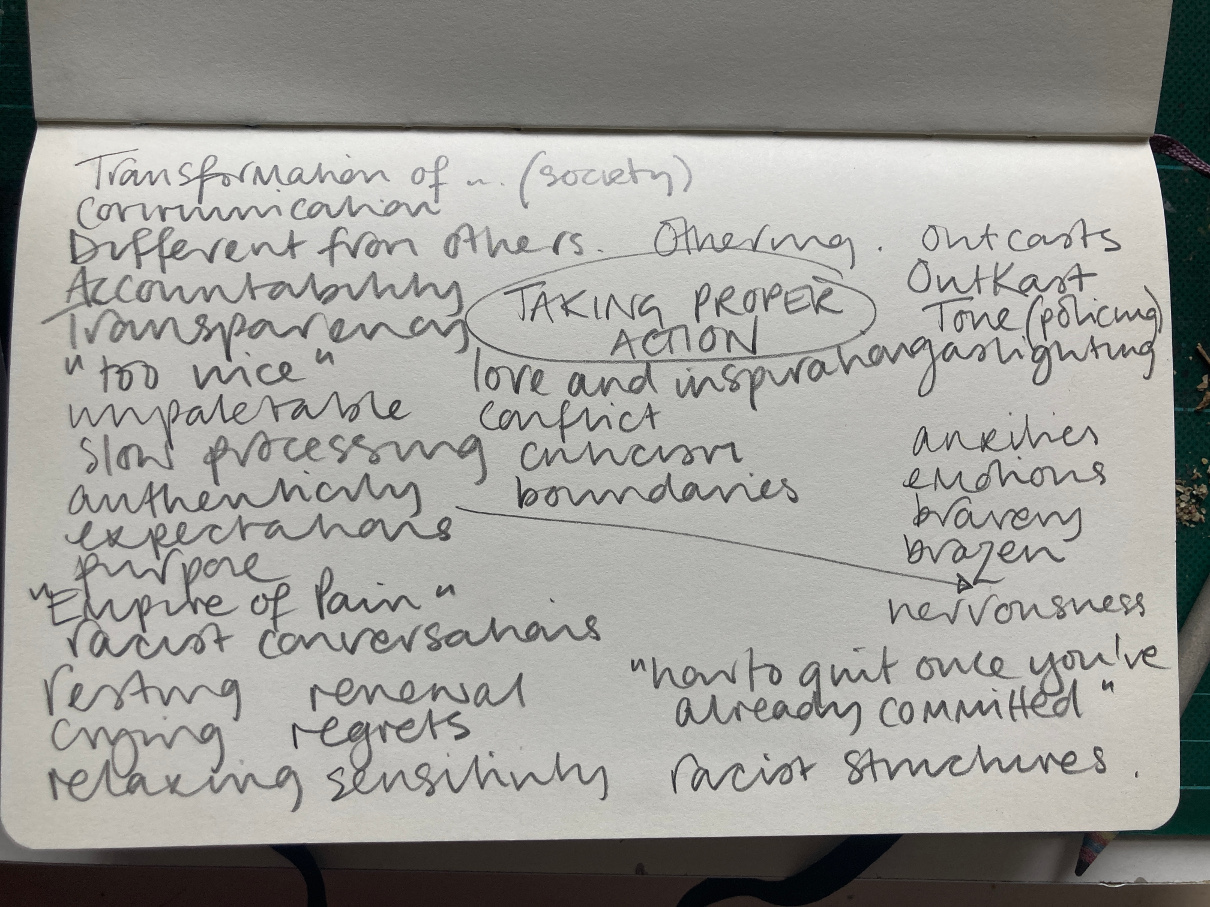 Transformation of ... (society)
Communication
Different from others. Othering. Outcasts
Accountability
TAKING PROPER
ACTION
OutKast
Transparency
Tone (policing)
"too nice"
love and inspiration
gaslighting
unpaletable
conflict
slow processing
criticism
anxities
authenticity
boundaries
emotions
expectations
bravery
purpose
brazen
"Empire of Pain"
nervousness
racist conversations
"how to quit once you've
already committed"
resting renewal
crying regrets
relaxing sensitivity
racist structures.